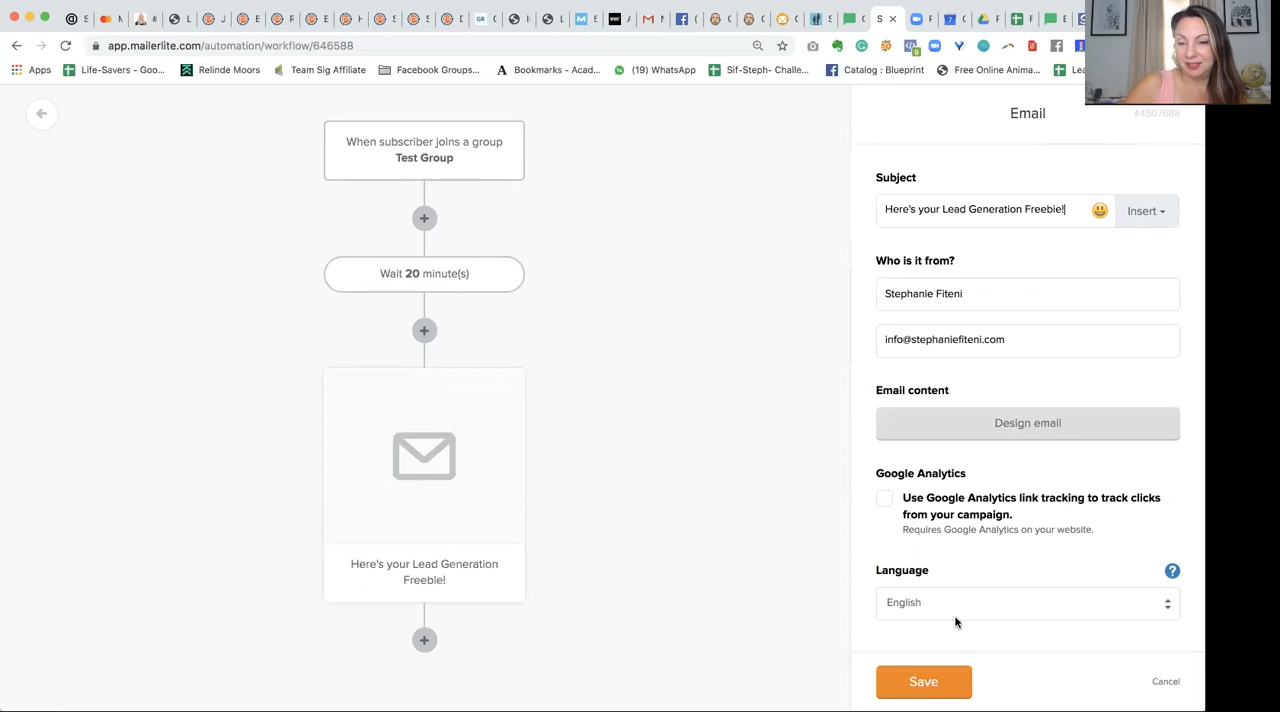 app.mailerlite.com/automation/workflow/646588
Apps
Life-Savers - Goo...
Relinde Moors
Team Sig Affiliate
Facebook Groups...
Bookmarks - Acad...
(19) WhatsApp
Sif-Steph- Challe...
Catalog : Blueprint
Free Online Anima...
When subscriber joins a group
Test Group
Wait 20 minute(s)
Here's your Lead Generation
Freebie!
Email
#4507688
Subject
Here's your Lead Generation Freebie!
Insert
Who is it from?
Stephanie Fiteni
info@stephaniefiteni.com
Email content
Design email
Google Analytics
Use Google Analytics link tracking to track clicks
from your campaign.
Requires Google Analytics on your website.
Language
English
Save
Cancel